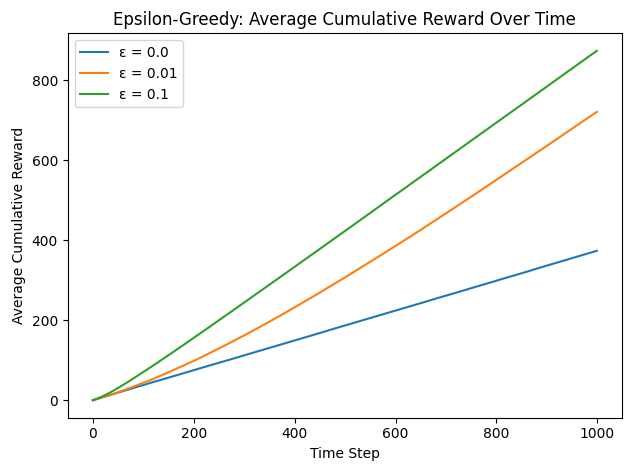 Epsilon-Greedy: Average Cumulative Reward Over Time
ε = 0.0
ε = 0.01
ε = 0.1
Average Cumulative Reward
800
600
400
200
0
0 200 400 600 800 1000
Time Step